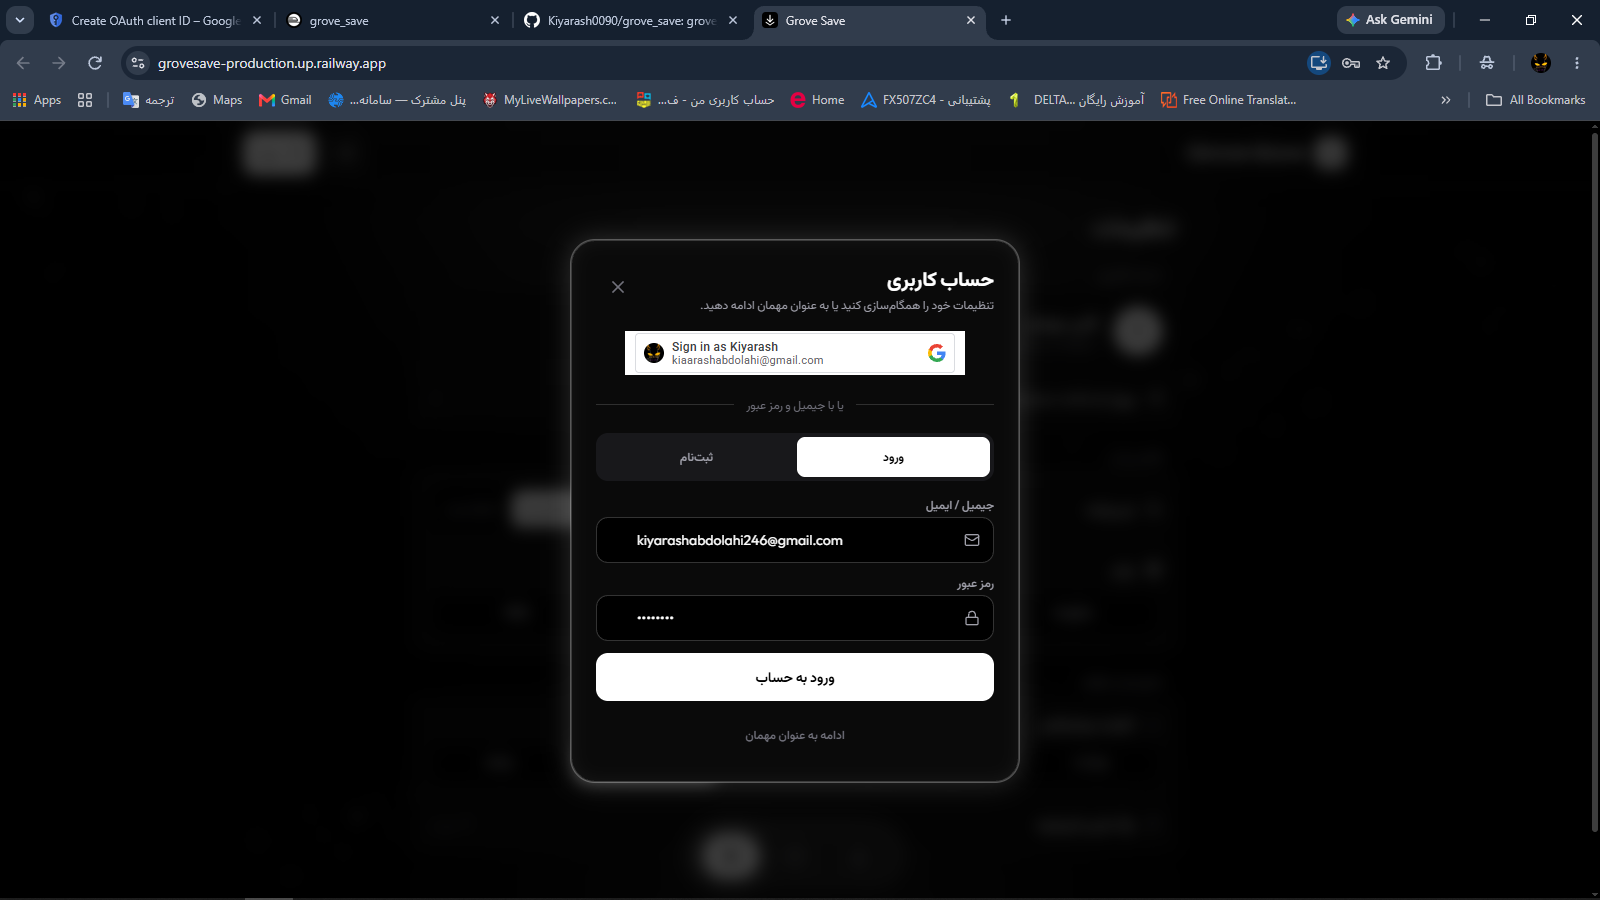 Create OAuth client ID – Google
grove_save
Kiyarash0090/grove_save: grove
Grove Save
Ask Gemini
grovesave-production.up.railway.app
Apps
ترجمه
Maps
Gmail
پنل مشترک — سامانه...
MyLiveWallpapers.c...
حساب کاربری من - ف...
Home
پشتیبانی - FX507ZC4
آموزش رایگان DELTA...
Free Online Translat...
All Bookmarks
حساب کاربری
تنظیمات خود را همگام‌سازی کنید یا به عنوان مهمان ادامه دهید.
Sign in as Kiyarash
kiaarashabdolahi@gmail.com
یا با جیمیل و رمز عبور
ورود
ثبت‌نام
جیمیل / ایمیل
kiyarashabdolahi246@gmail.com
رمز عبور
••••••••
ورود به حساب
ادامه به عنوان مهمان